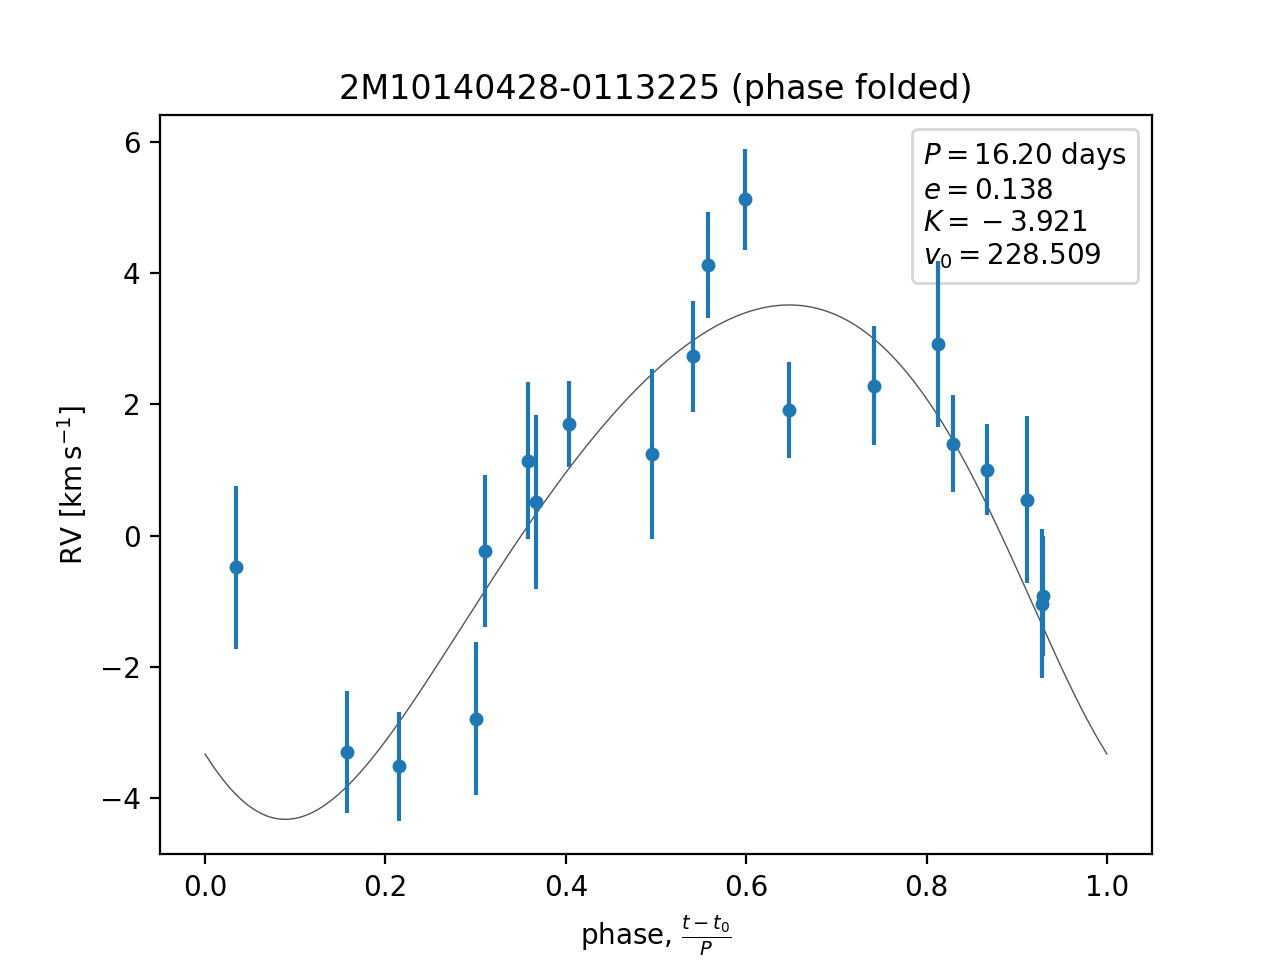 2M10140428-0113225 (phase folded)
P = 16.20 days
e = 0.138
K = −3.921
v₀ = 228.509
RV [km s⁻¹]
6
4
2
0
−2
−4
0.0 0.2 0.4 0.6 0.8 1.0
phase, (t − t₀)/P